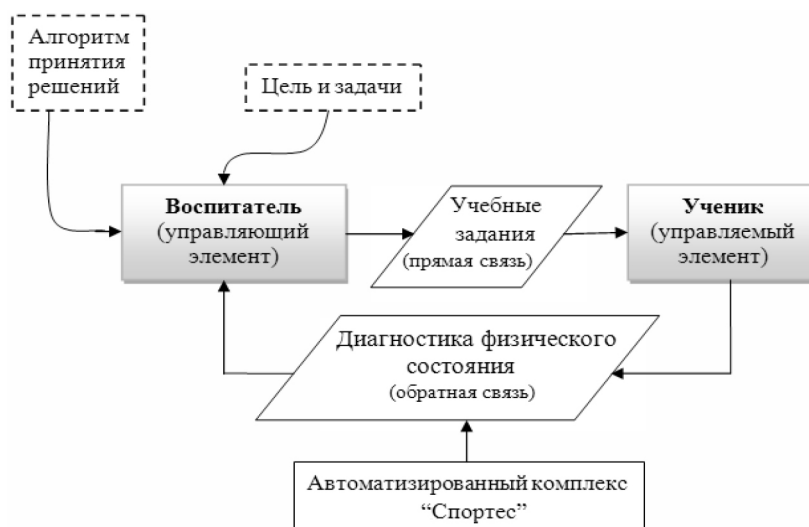 Алгоритм
принятия
решений
Цель и задачи
Воспитатель
(управляющий
элемент)
Учебные
задания
(прямая связь)
Ученик
(управляемый
элемент)
Диагностика физического
состояния
(обратная связь)
Автоматизированный комплекс
“Спортес”